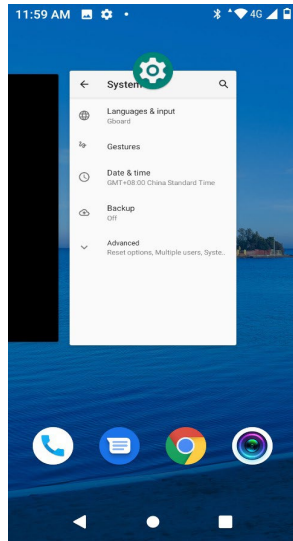 11:59 AM
4G
System
Languages & input
Gboard
Gestures
Date & time
GMT+08:00 China Standard Time
Backup
Off
Advanced
Reset options, Multiple users, Syste..